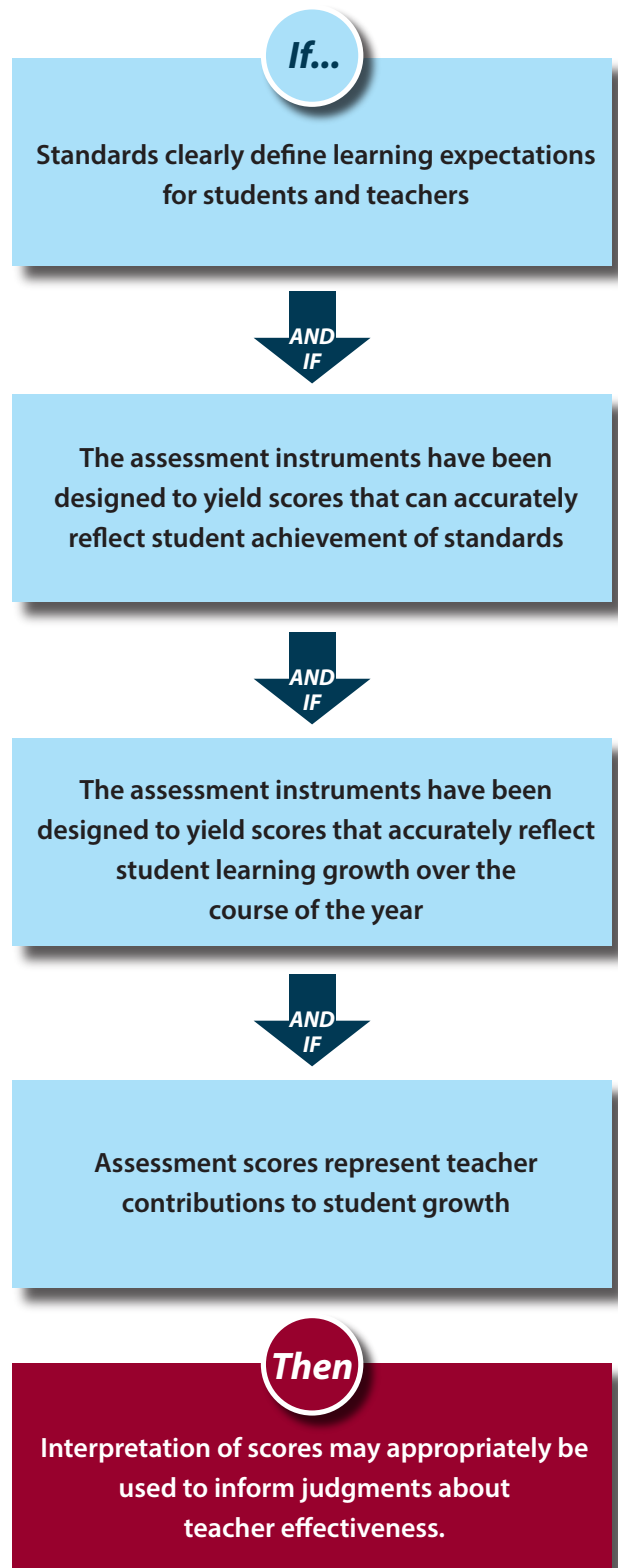 If...
Standards clearly define learning expectations
for students and teachers
AND
IF
The assessment instruments have been
designed to yield scores that can accurately
reflect student achievement of standards
AND
IF
The assessment instruments have been
designed to yield scores that accurately reflect
student learning growth over the
course of the year
AND
IF
Assessment scores represent teacher
contributions to student growth
Then
Interpretation of scores may appropriately be
used to inform judgments about
teacher effectiveness.